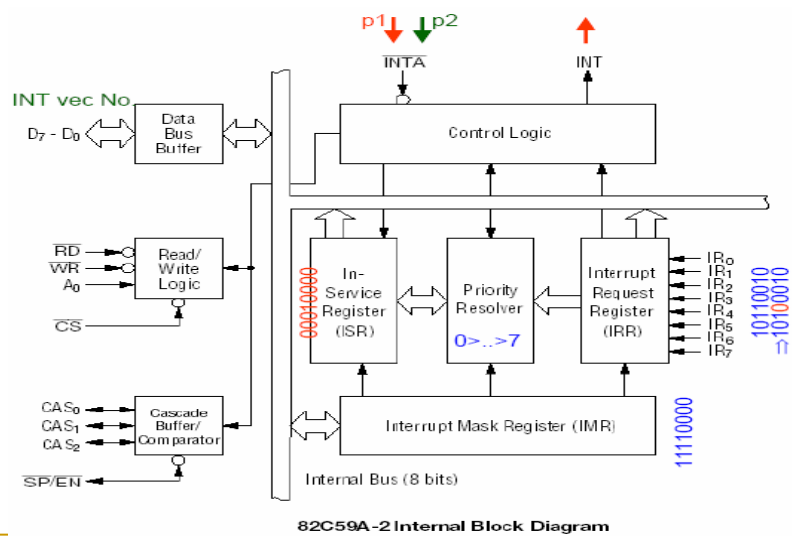 p1 p2
INTA INT
INT vec No.
D7 - D0
Data
Bus
Buffer
Control Logic
RD
WR
A0
CS
Read/
Write
Logic
00010000
In-
Service
Register
(ISR)
Priority
Resolver
0>..>7
Interrupt
Request
Register
(IRR)
IR0
IR1
IR2
IR3
IR4
IR5
IR6
IR7
10110010
⇒10100010
CAS0
CAS1
CAS2
SP/EN
Cascade
Buffer/
Comparator
Interrupt Mask Register (IMR)
11110000
Internal Bus (8 bits)
82C59A-2 Internal Block Diagram